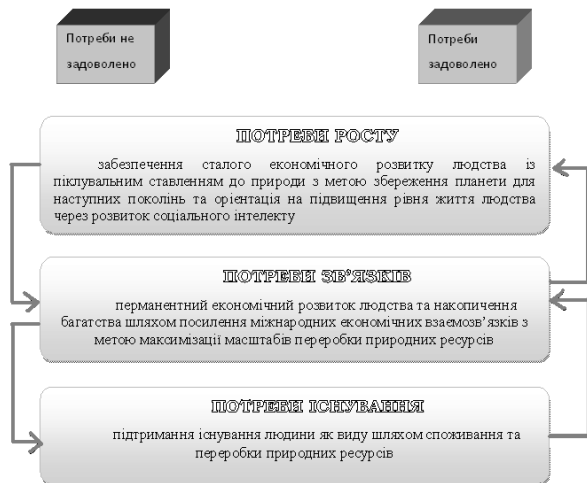 Потреби не
задоволено
Потреби
задоволено
ПОТРЕБИ РОСТУ
забезпечення сталого економічного розвитку людства із
піклувальним ставленням до природи з метою збереження планети для
наступних поколінь та орієнтація на підвищення рівня життя людства
через розвиток соціального інтелекту
ПОТРЕБИ ЗВ'ЯЗКІВ
перманентний економічний розвиток людства та накопичення
багатства шляхом посилення міжнародних економічних взаємозв'язків з
метою максимізації масштабів переробки природних ресурсів
ПОТРЕБИ ІСНУВАННЯ
підтримання існування людини як виду шляхом споживання та
переробки природних ресурсів